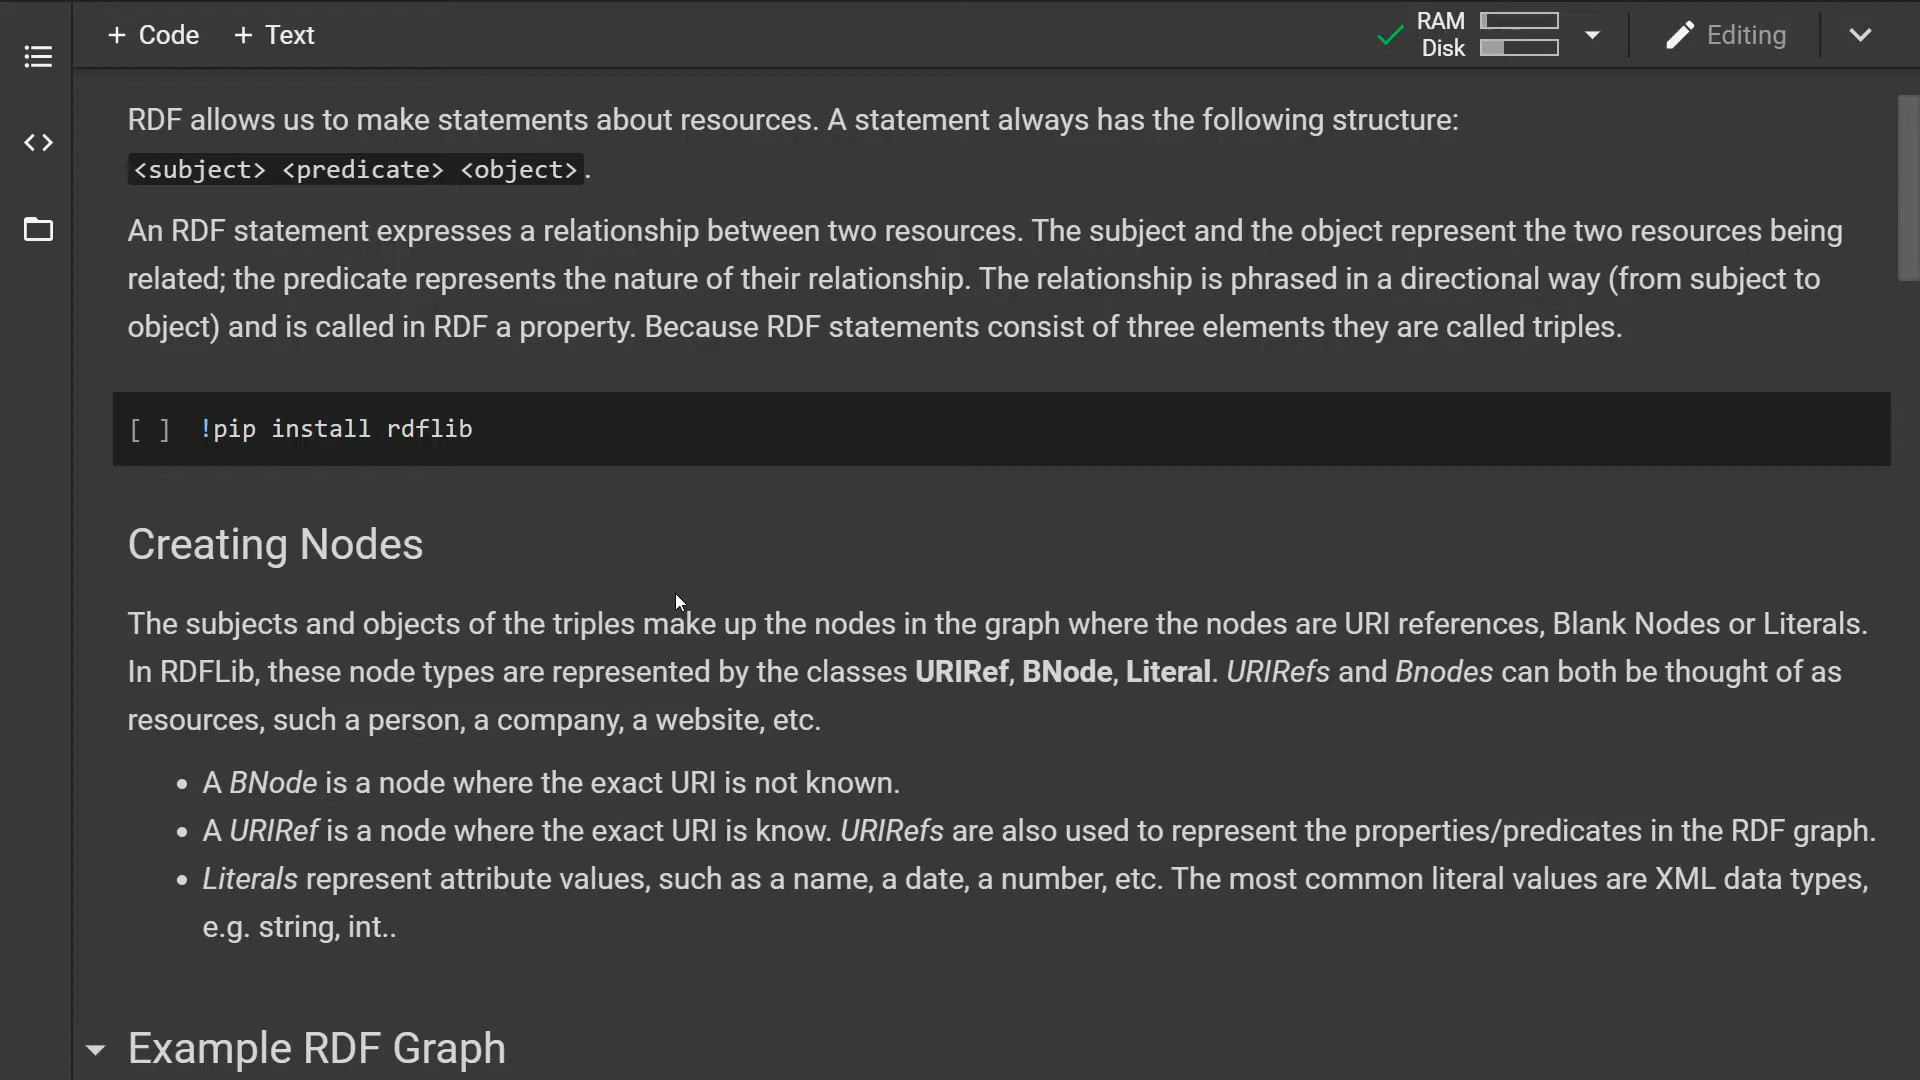 + Code + Text
RAM
Disk
Editing
RDF allows us to make statements about resources. A statement always has the following structure:
<subject> <predicate> <object>.
An RDF statement expresses a relationship between two resources. The subject and the object represent the two resources being
related; the predicate represents the nature of their relationship. The relationship is phrased in a directional way (from subject to
object) and is called in RDF a property. Because RDF statements consist of three elements they are called triples.
[ ] !pip install rdflib
Creating Nodes
The subjects and objects of the triples make up the nodes in the graph where the nodes are URI references, Blank Nodes or Literals.
In RDFLib, these node types are represented by the classes URIRef, BNode, Literal. URIRefs and Bnodes can both be thought of as
resources, such a person, a company, a website, etc.
• A BNode is a node where the exact URI is not known.
• A URIRef is a node where the exact URI is know. URIRefs are also used to represent the properties/predicates in the RDF graph.
• Literals represent attribute values, such as a name, a date, a number, etc. The most common literal values are XML data types,
e.g. string, int..
Example RDF Graph